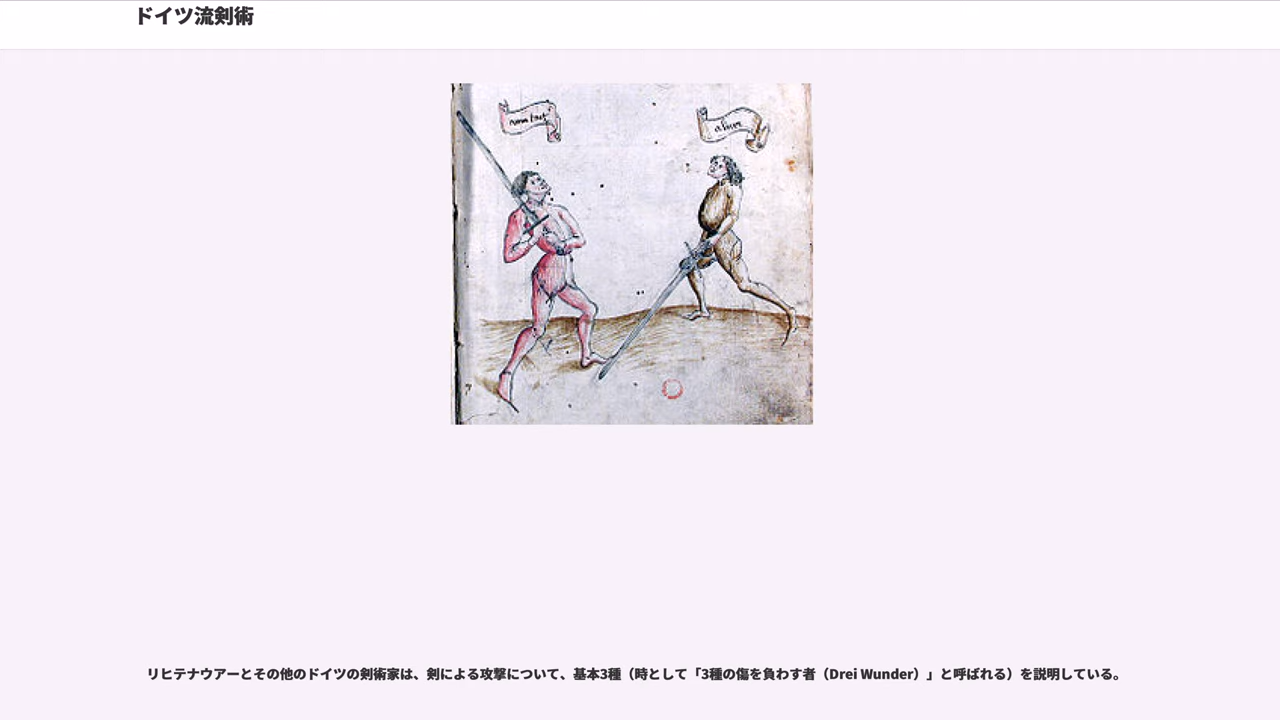 ドイツ流剣術
alber
リヒテナウアーとその他のドイツの剣術家は、剣による攻撃について、基本3種（時として「3種の傷を負わす者（Drei Wunder）」と呼ばれる）を説明している。